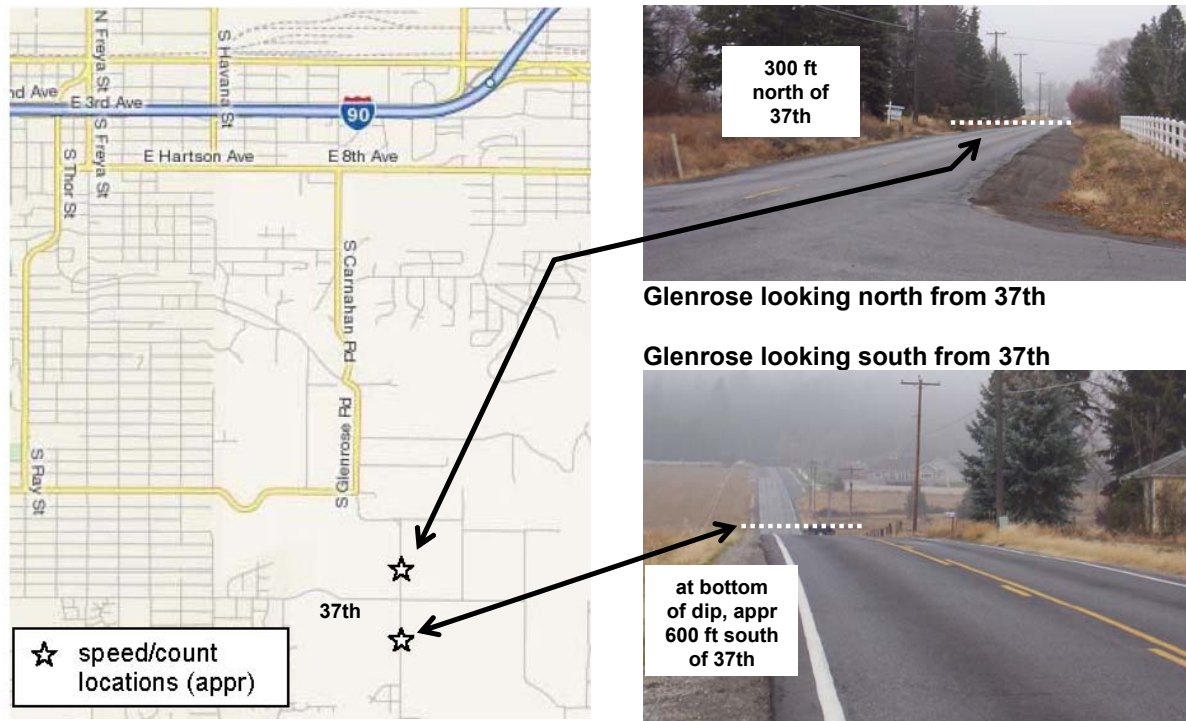 N Freya St
S Havana St
nd Ave
E 3rd Ave
90
S Freya St
S Thor St
E Hartson Ave
E 8th Ave
S Carnahan Rd
S Glenrose Rd
S Ray St
37th
speed/count
locations (appr)
300 ft
north of
37th
Glenrose looking north from 37th
Glenrose looking south from 37th
at bottom
of dip, appr
600 ft south
of 37th